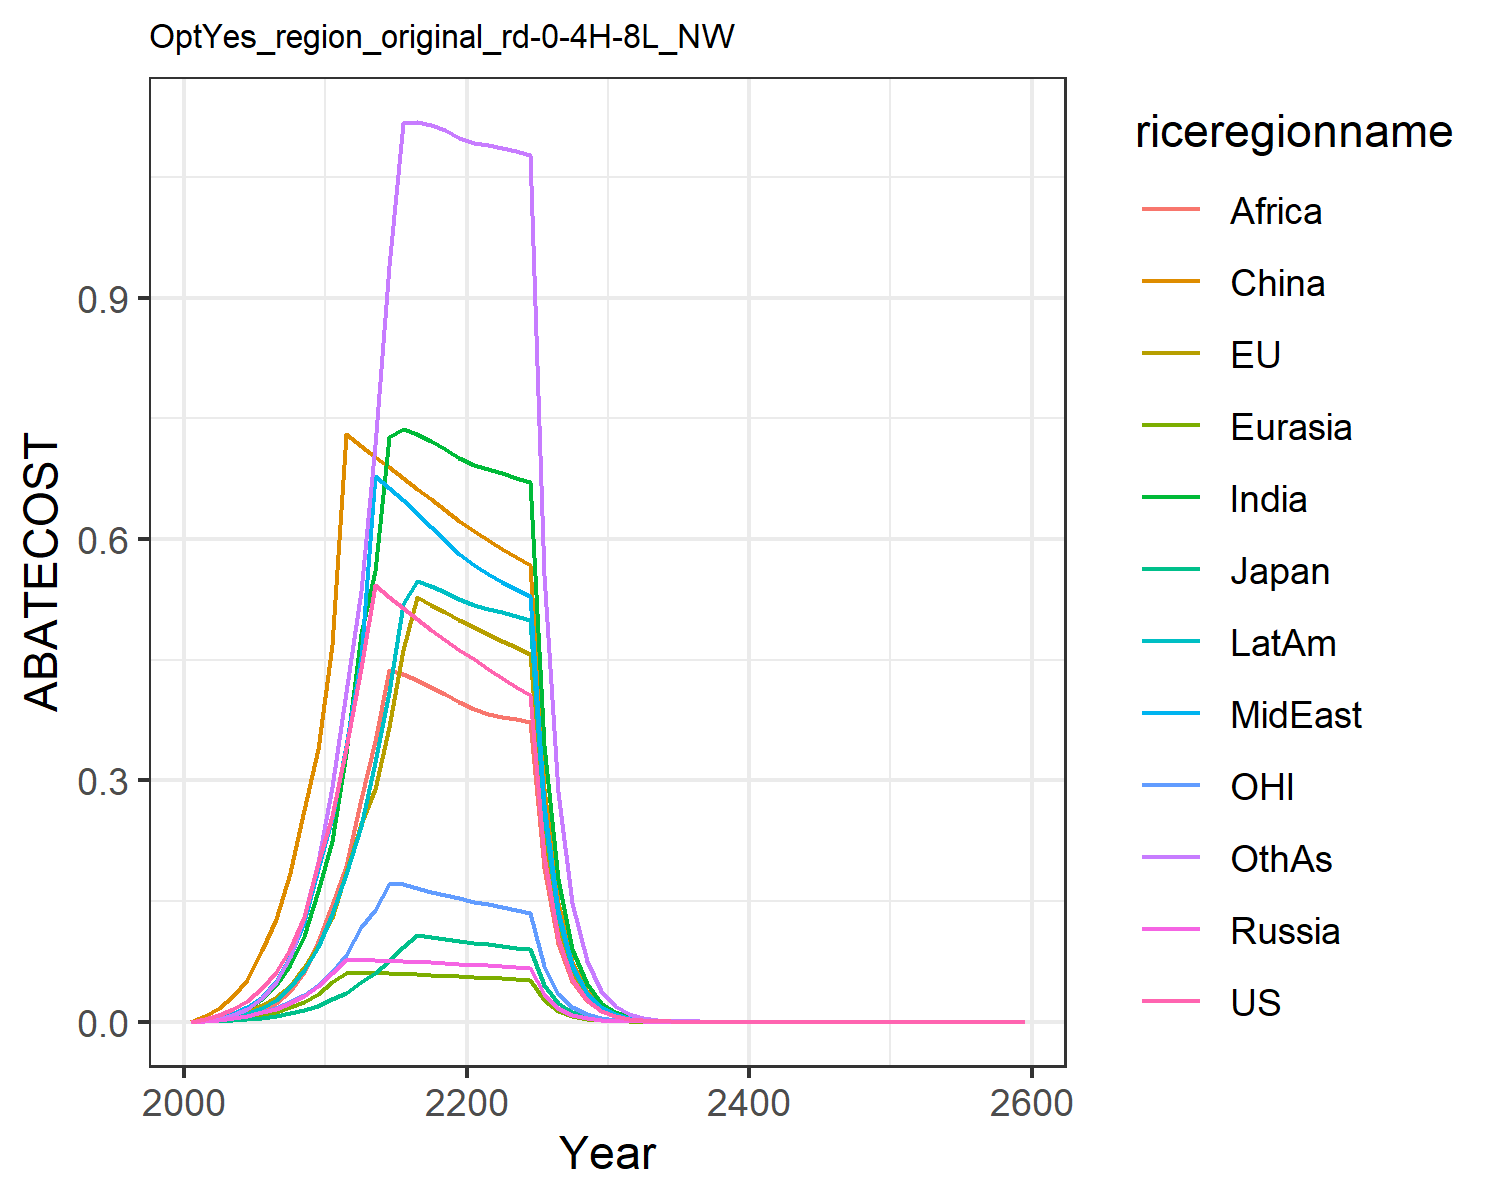 OptYes_region_original_rd-0-4H-8L_NW
ABATECOST
0.9
0.6
0.3
0.0
2000
2200
2400
2600
Year
riceregionname
Africa
China
EU
Eurasia
India
Japan
LatAm
MidEast
OHI
OthAs
Russia
US